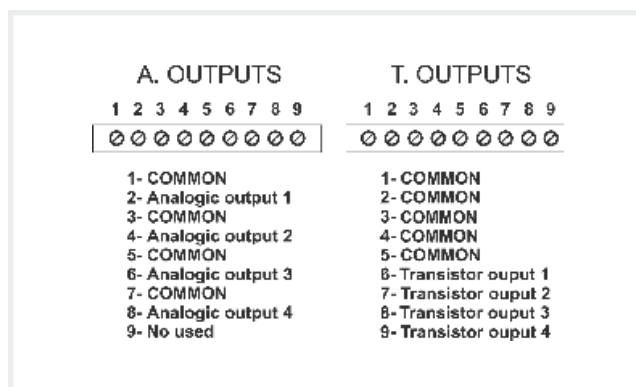 A. OUTPUTS
1 2 3 4 5 6 7 8 9
1- COMMON
2- Analogic output 1
3- COMMON
4- Analogic output 2
5- COMMON
6- Analogic output 3
7- COMMON
8- Analogic output 4
9- No used
T. OUTPUTS
1 2 3 4 5 6 7 8 9
1- COMMON
2- COMMON
3- COMMON
4- COMMON
5- COMMON
6- Transistor ouput 1
7- Transistor ouput 2
8- Transistor ouput 3
9- Transistor ouput 4